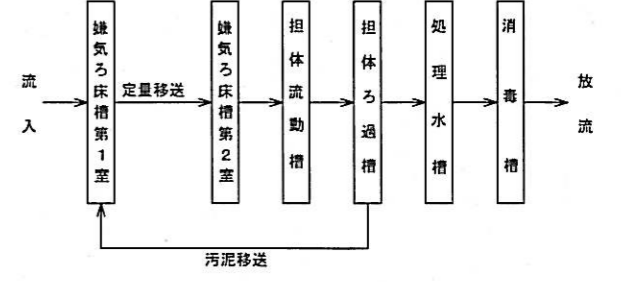 流入
嫌気ろ床槽第1室
定量移送
嫌気ろ床槽第2室
担体流動槽
担体ろ過槽
処理水槽
消毒槽
放流
汚泥移送